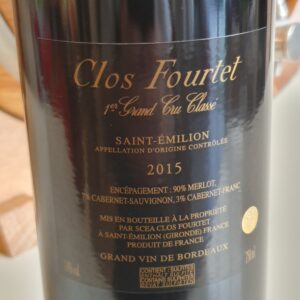 Clos Fourtet
1er Grand Cru Classé
SAINT-ÉMILION
APPELLATION D'ORIGINE CONTRÔLÉE
2015
ENCÉPAGEMENT : 90% MERLOT,
7% CABERNET-SAUVIGNON, 3% CABERNET-FRANC
MIS EN BOUTEILLE À LA PROPRIÉTÉ
PAR SCEA CLOS FOURTET
À SAINT-ÉMILION (GIRONDE) FRANCE
PRODUIT DE FRANCE
GRAND VIN DE BORDEAUX